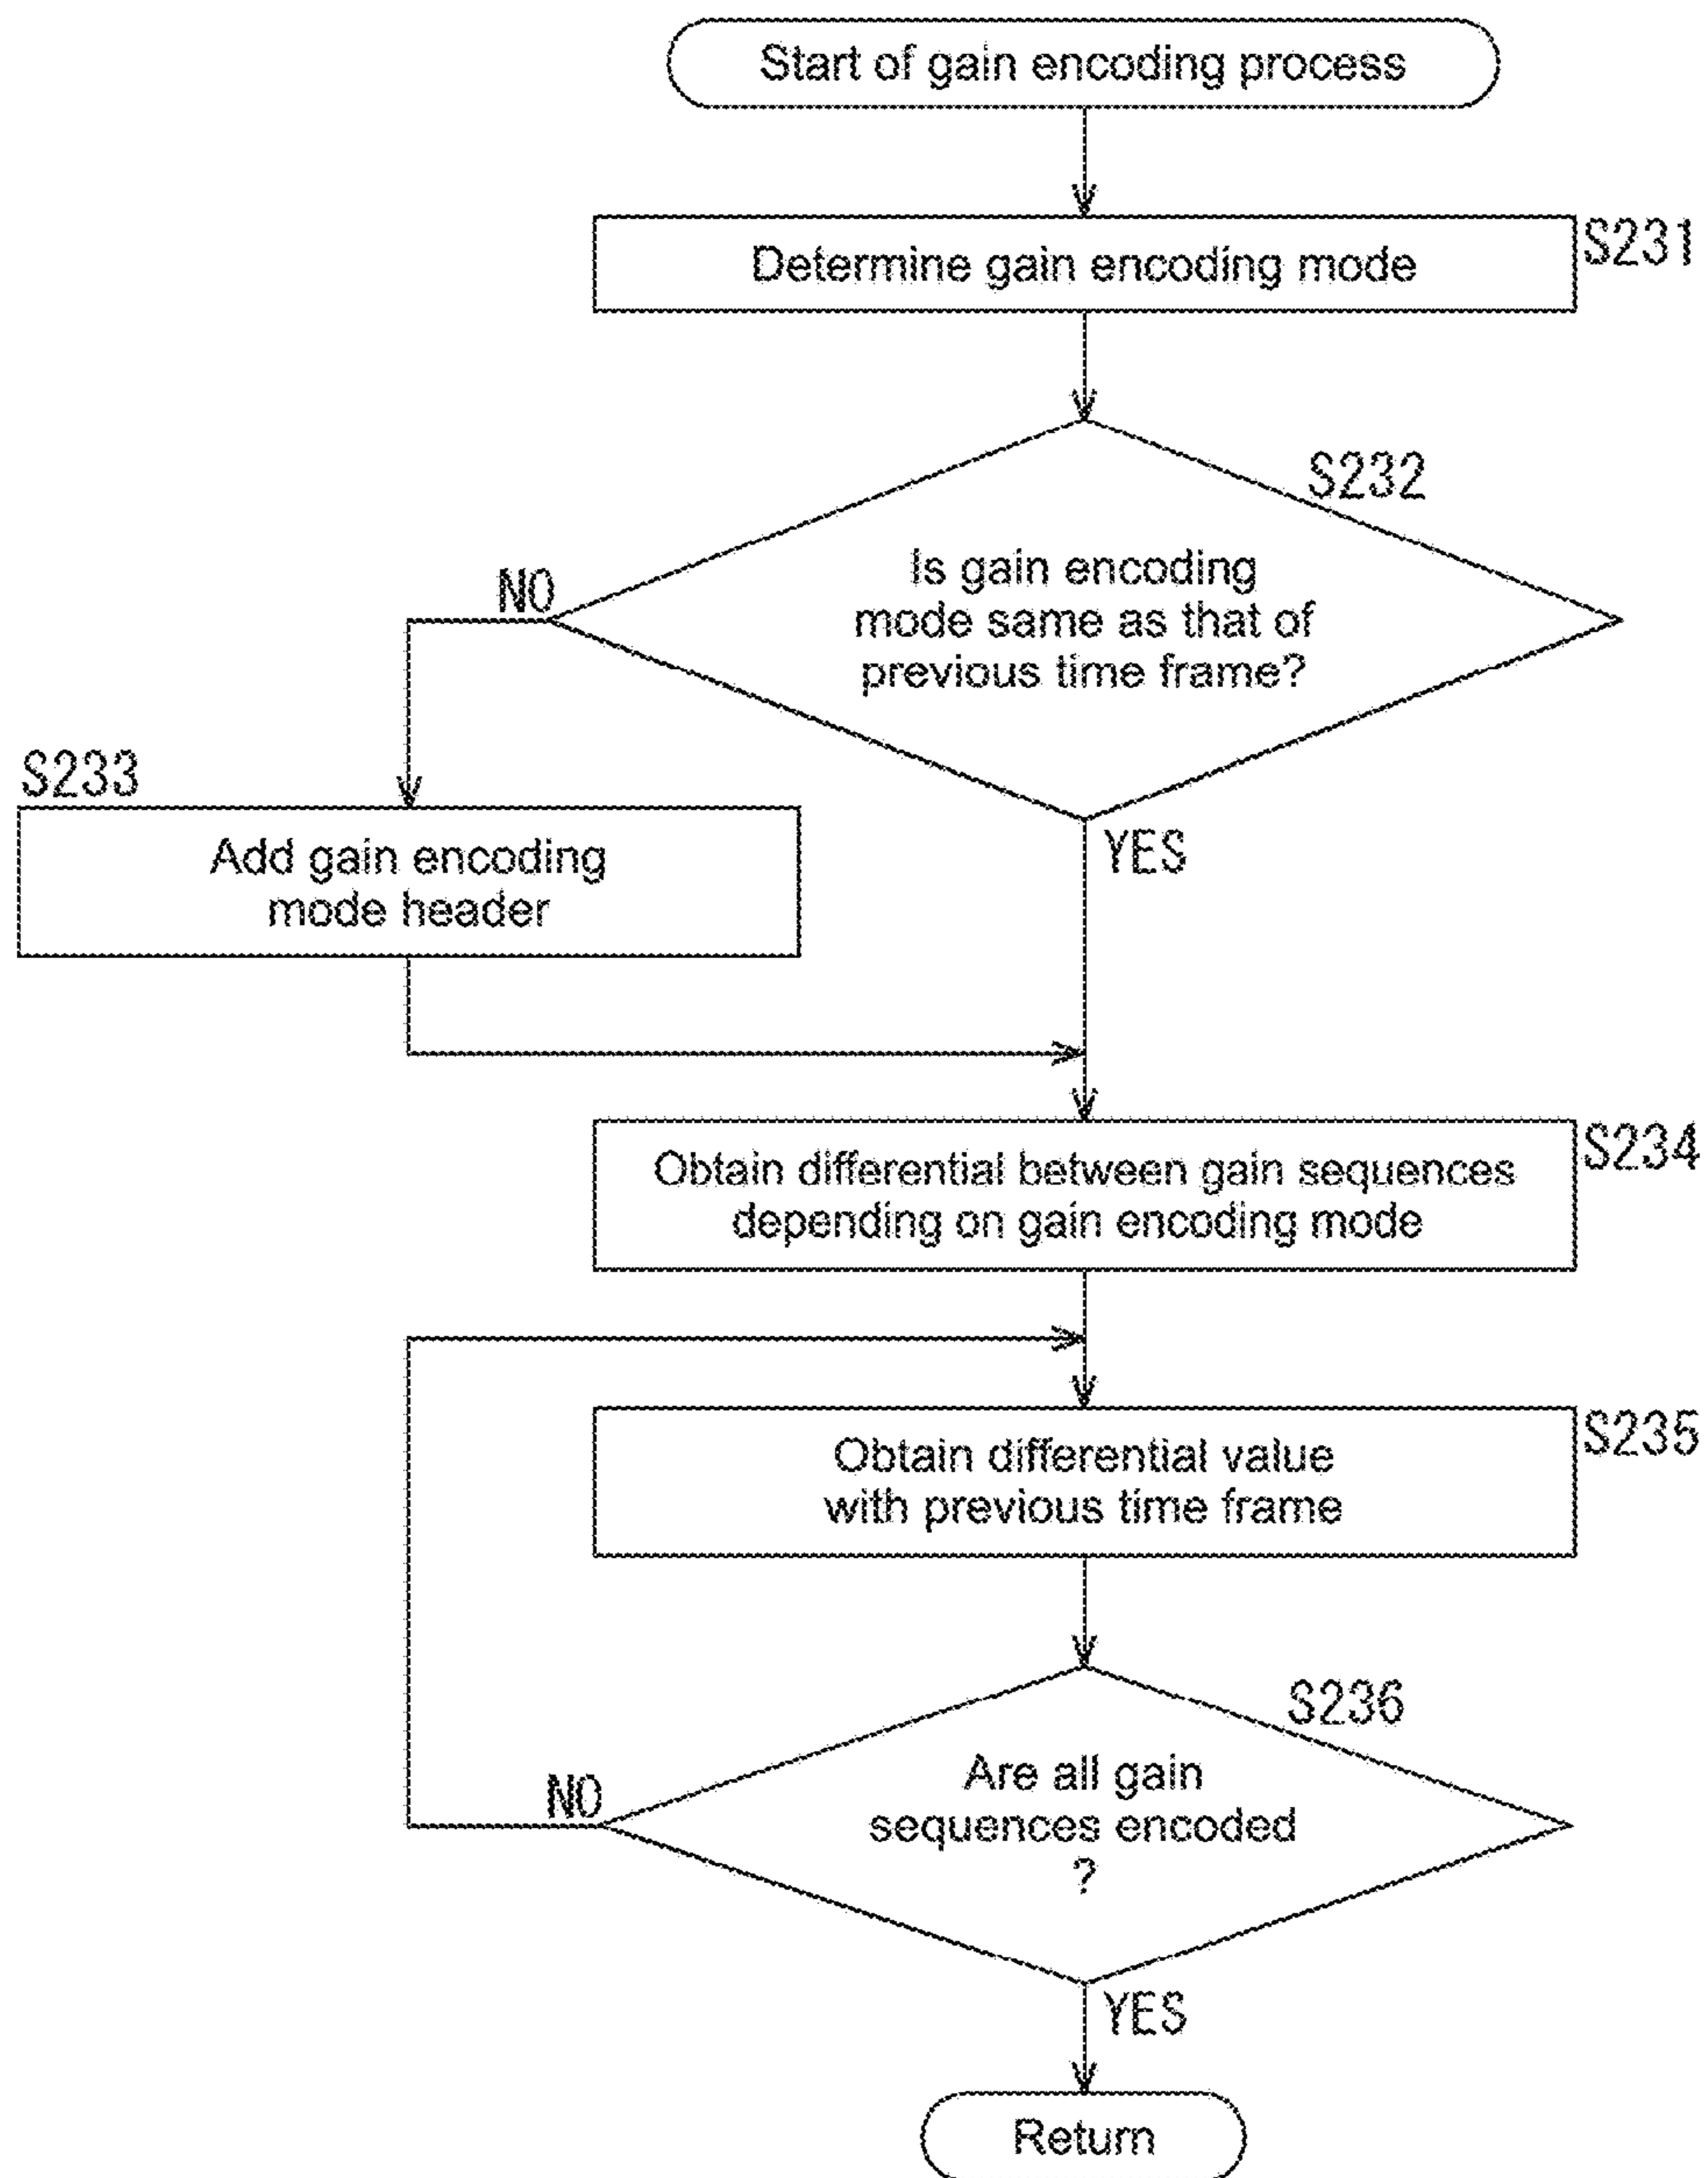 Start of gain encoding process
Determine gain encoding mode
S231
S232
Is gain encoding
mode same as that of
previous time frame?
NO
YES
S233
Add gain encoding
mode header
Obtain differential between gain sequences
depending on gain encoding mode
S234
Obtain differential value
with previous time frame
S235
S236
Are all gain
sequences encoded
?
NO
YES
Return